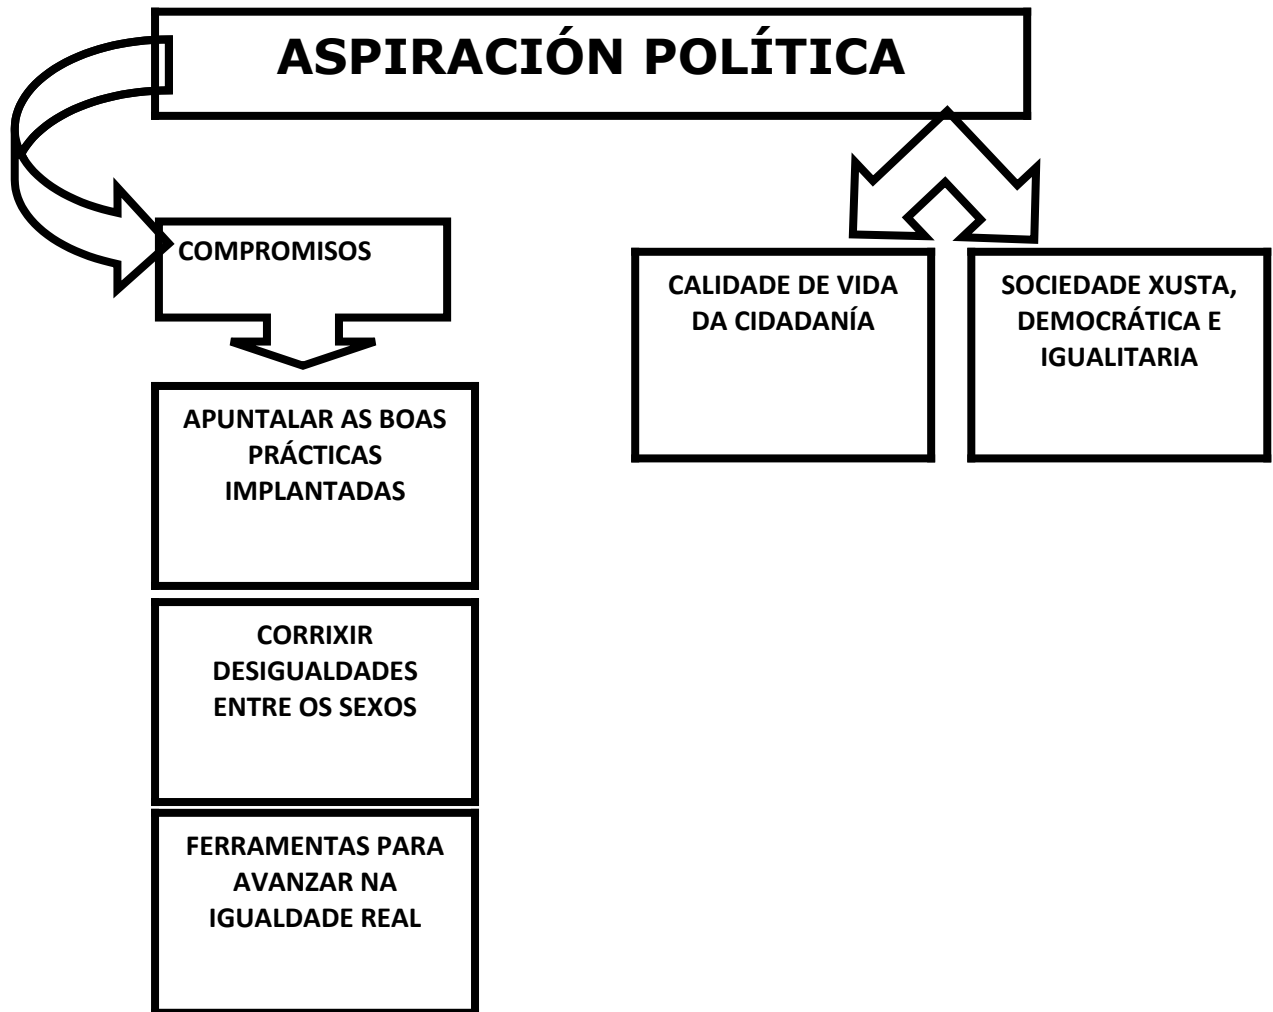 ASPIRACIÓN POLÍTICA
COMPROMISOS
APUNTALAR AS BOAS
PRÁCTICAS
IMPLANTADAS
CORRIXIR
DESIGUALDADES
ENTRE OS SEXOS
FERRAMENTAS PARA
AVANZAR NA
IGUALDADE REAL
CALIDADE DE VIDA
DA CIDADANÍA
SOCIEDADE XUSTA,
DEMOCRÁTICA E
IGUALITARIA